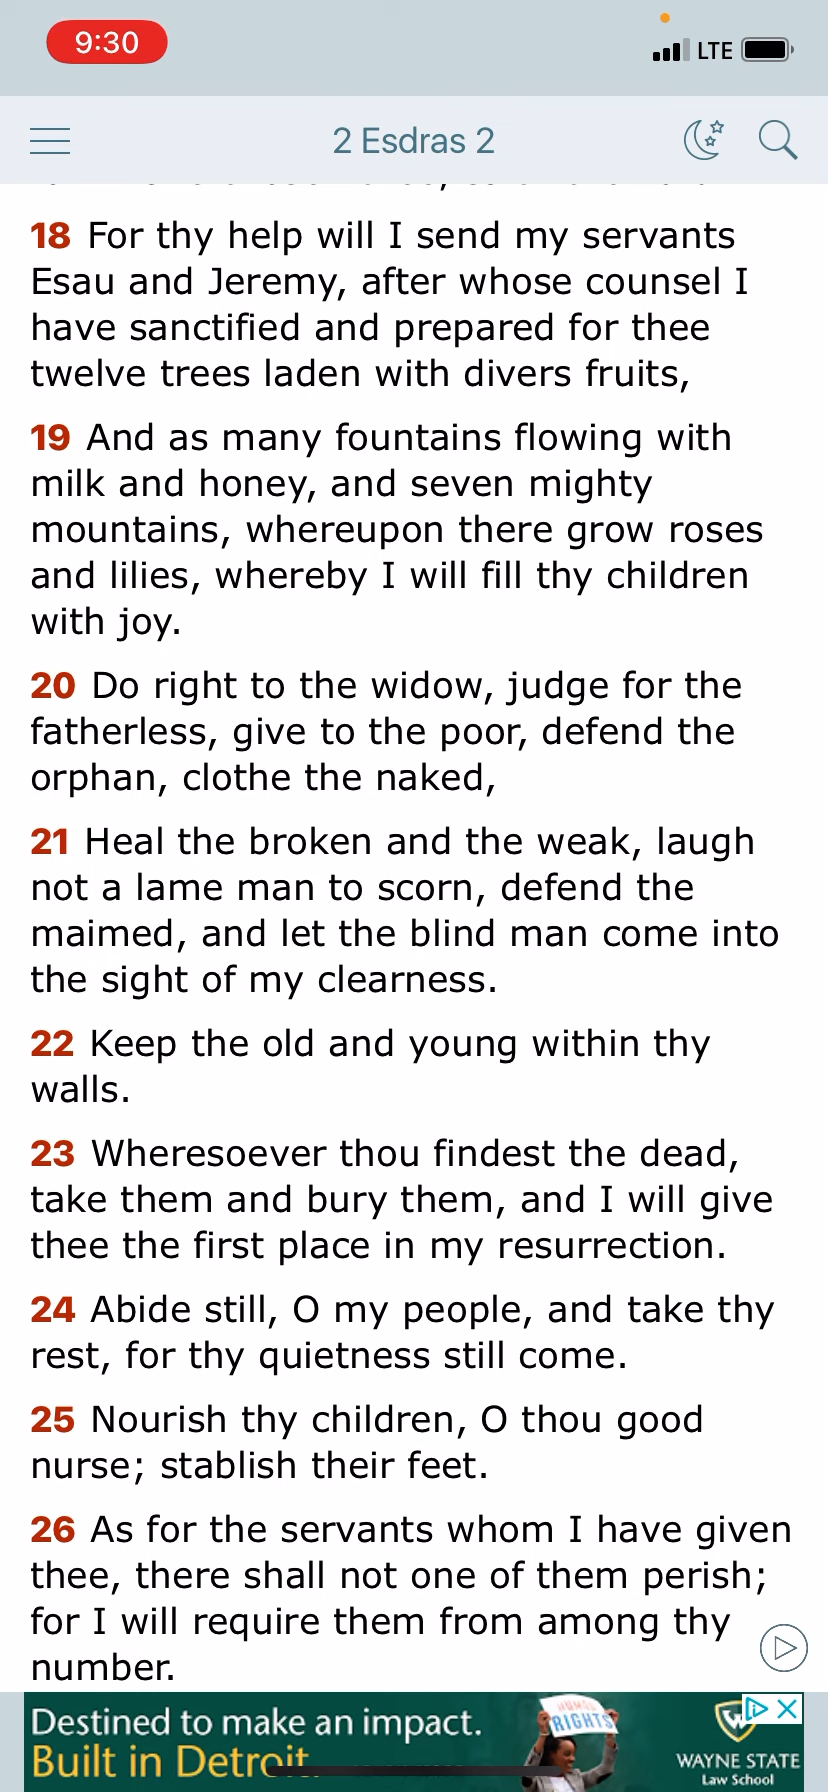 9:30
LTE
2 Esdras 2
18 For thy help will I send my servants
Esau and Jeremy, after whose counsel I
have sanctified and prepared for thee
twelve trees laden with divers fruits,
19 And as many fountains flowing with
milk and honey, and seven mighty
mountains, whereupon there grow roses
and lilies, whereby I will fill thy children
with joy.
20 Do right to the widow, judge for the
fatherless, give to the poor, defend the
orphan, clothe the naked,
21 Heal the broken and the weak, laugh
not a lame man to scorn, defend the
maimed, and let the blind man come into
the sight of my clearness.
22 Keep the old and young within thy
walls.
23 Wheresoever thou findest the dead,
take them and bury them, and I will give
thee the first place in my resurrection.
24 Abide still, O my people, and take thy
rest, for thy quietness still come.
25 Nourish thy children, O thou good
nurse; stablish their feet.
26 As for the servants whom I have given
thee, there shall not one of them perish;
for I will require them from among thy
number.
Destined to make an impact.
Built in Detroit.
HUMAN
RIGHTS
W
WAYNE STATE
Law School